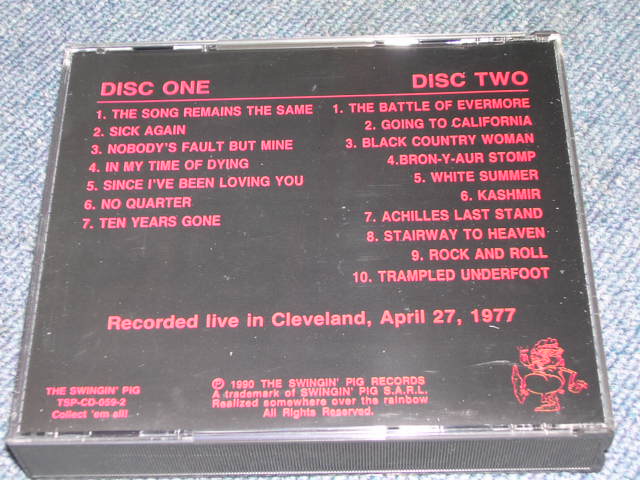 DISC ONE
1. THE SONG REMAINS THE SAME
2. SICK AGAIN
3. NOBODY'S FAULT BUT MINE
4. IN MY TIME OF DYING
5. SINCE I'VE BEEN LOVING YOU
6. NO QUARTER
7. TEN YEARS GONE
DISC TWO
1. THE BATTLE OF EVERMORE
2. GOING TO CALIFORNIA
3. BLACK COUNTRY WOMAN
4.BRON-Y-AUR STOMP
5. WHITE SUMMER
6. KASHMIR
7. ACHILLES LAST STAND
8. STAIRWAY TO HEAVEN
9. ROCK AND ROLL
10. TRAMPLED UNDERFOOT
Recorded live in Cleveland, April 27, 1977
THE SWINGIN' PIG
TSP-CD-059-2
Collect 'em all!
℗ 1990 THE SWINGIN' PIG RECORDS
A trademark of SWINGIN' PIG S.A.R.L.
Realized somewhere over the rainbow
All Rights Reserved.